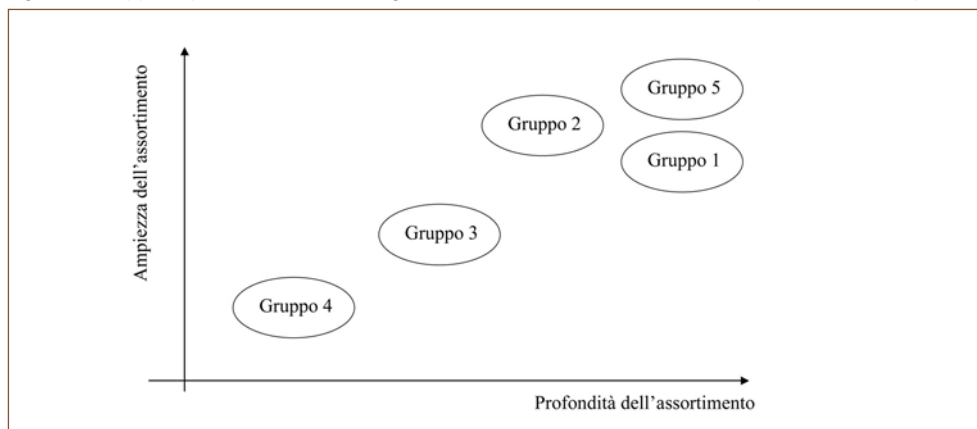 Ampiezza dell'assortimento
Gruppo 5
Gruppo 2
Gruppo 1
Gruppo 3
Gruppo 4
Profondità dell'assortimento